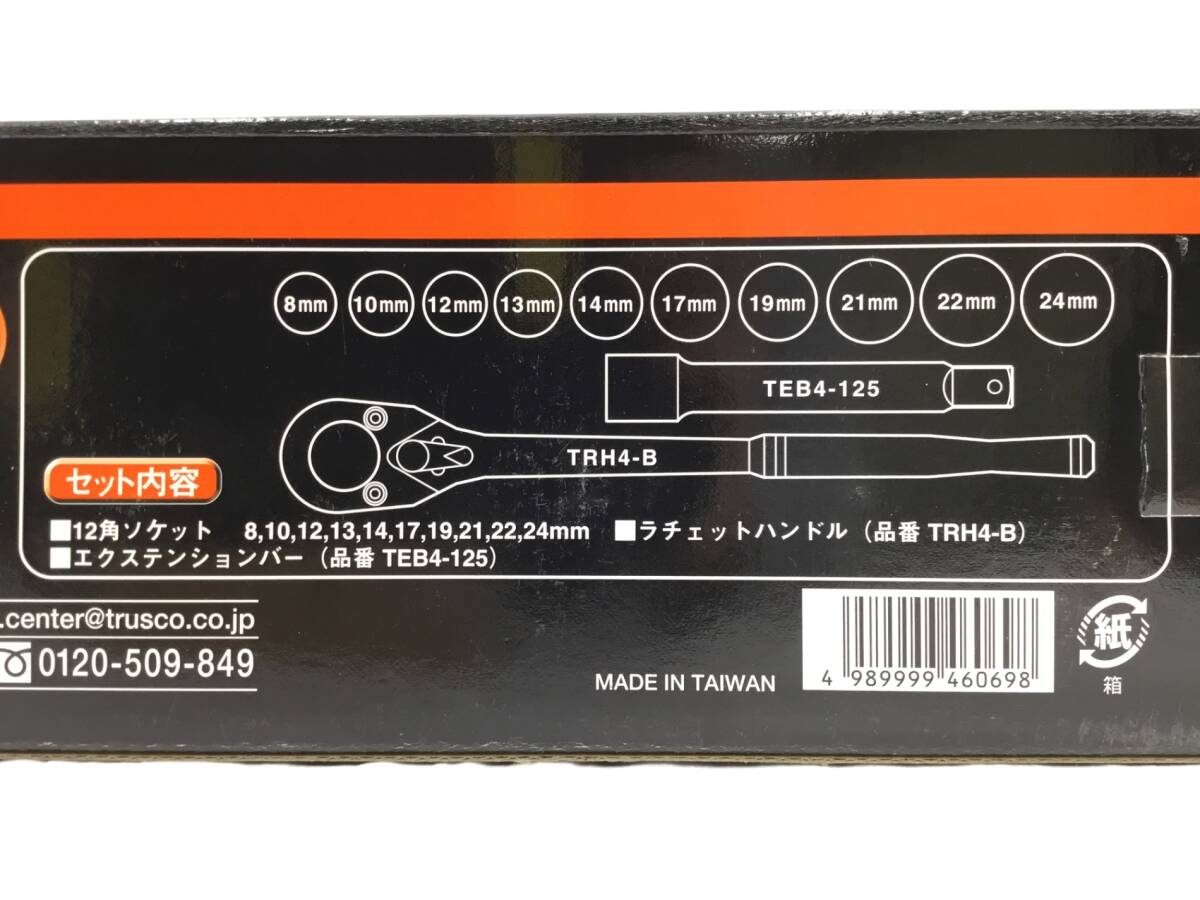 8mm 10mm 12mm 13mm 14mm 17mm 19mm 21mm 22mm 24mm
TEB4-125
TRH4-B
セット内容
■12角ソケット 8,10,12,13,14,17,19,21,22,24mm ■ラチェットハンドル（品番 TRH4-B）
■エクステンションバー（品番 TEB4-125）
.center@trusco.co.jp
0120-509-849
MADE IN TAIWAN
4 989999 460698
紙
箱